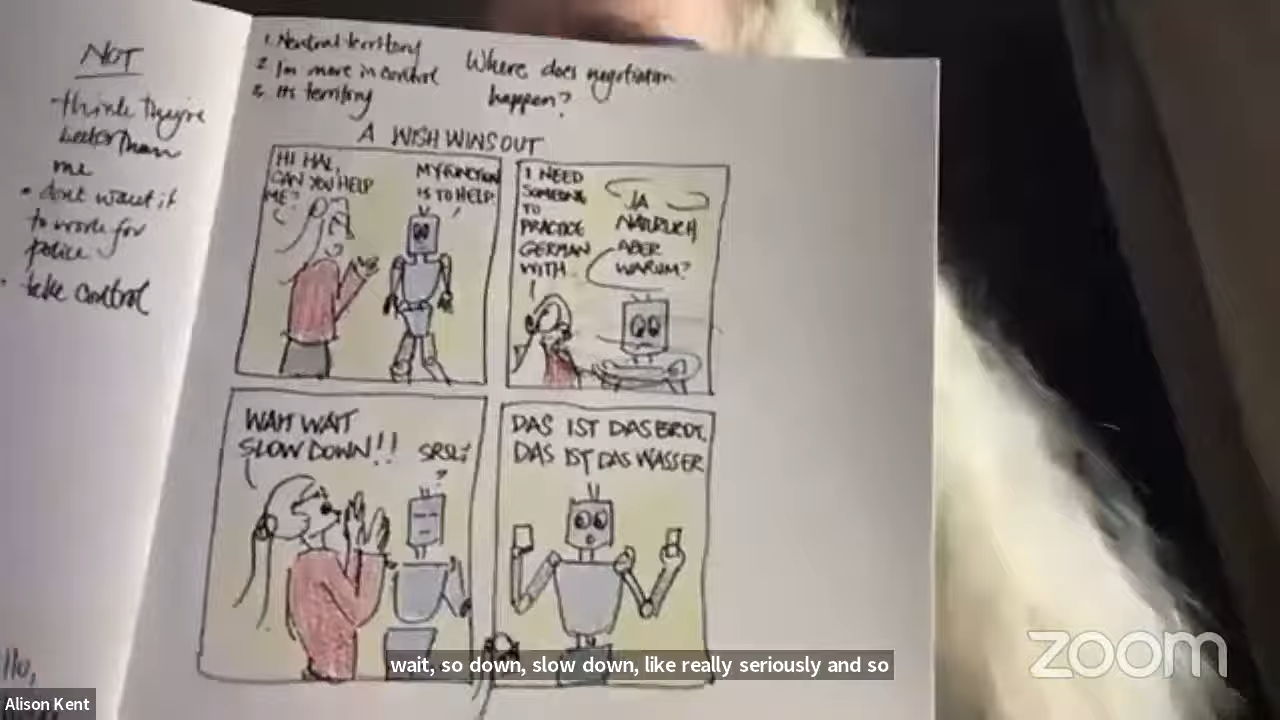 NOT
- think they're
better than
me
• don't want it
to work for
police
• take control
1. Neutral territory
2 I'm more in control
3. Its territory
Where does negotiation
happen?
A WISH WINS OUT
HI HAL,
CAN YOU HELP
ME?
MY FUNCTION
IS TO HELP.
I NEED
SOMEONE
TO
PRACTICE
GERMAN
WITH.
JA
NATURLICH
ABER
WARUM?
WAH WAIT
SLOW DOWN!!
SRSLY
?
DAS IST DAS BROT,
DAS IST DAS WASSER
wait, so down, slow down, like really seriously and so
Alison Kent
zoom